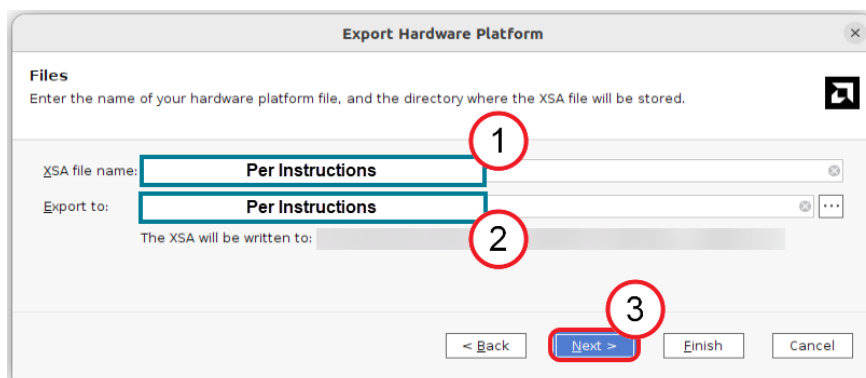 Export Hardware Platform
Files
Enter the name of your hardware platform file, and the directory where the XSA file will be stored.
1
XSA file name: Per Instructions
Export to: Per Instructions ...
2
The XSA will be written to:
3
< Back Next > Finish Cancel